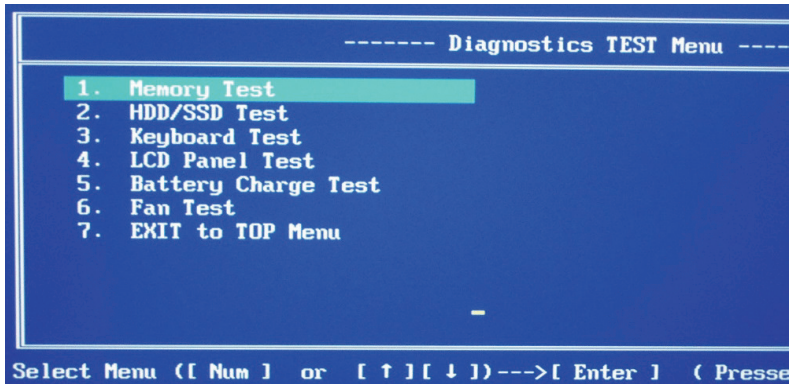 ------- Diagnostics TEST Menu ----
1. Memory Test
2. HDD/SSD Test
3. Keyboard Test
4. LCD Panel Test
5. Battery Charge Test
6. Fan Test
7. EXIT to TOP Menu
Select Menu ([ Num ] or [ ↑ ][ ↓ ])--->[ Enter ] ( Presse